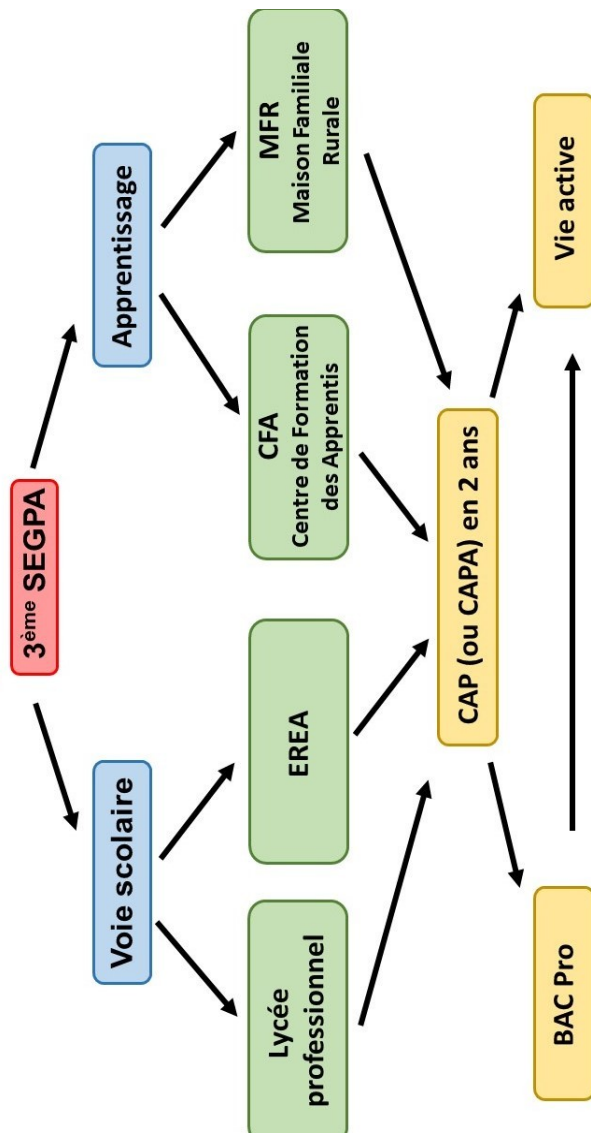 3ème SEGPA
Voie scolaire
Apprentissage
Lycée
professionnel
EREA
CFA
Centre de Formation
des Apprentis
MFR
Maison Familiale
Rurale
CAP (ou CAPA) en 2 ans
BAC Pro
Vie active